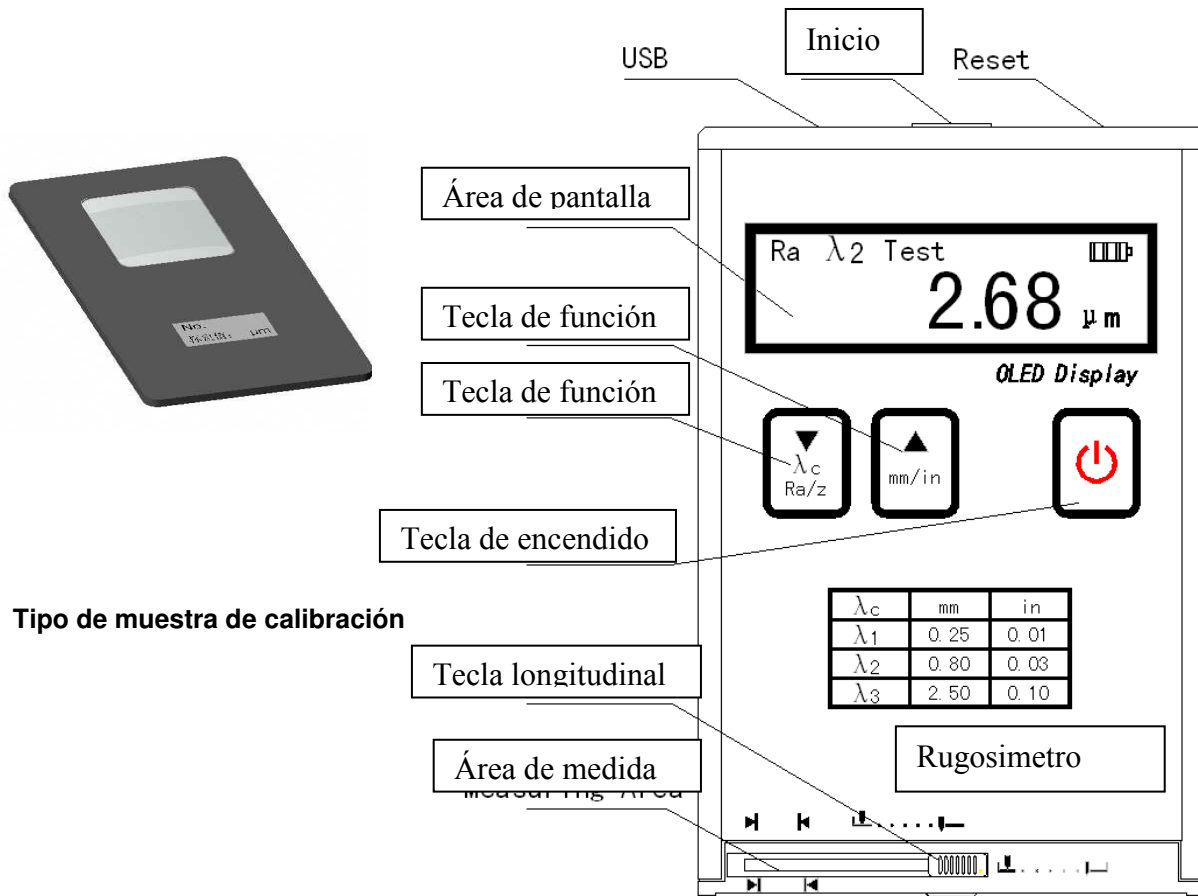 USB
Inicio
Reset
Área de pantalla
Ra λ2 Test
2.68 μm
OLED Display
Tecla de función
Tecla de función
▼
λc
Ra/z
▲
mm/in
Tecla de encendido
Tipo de muestra de calibración
λc mm in
λ1 0.25 0.01
λ2 0.80 0.03
λ3 2.50 0.10
Tecla longitudinal
Rugosimetro
Área de medida
Measuring Area
No.
μm